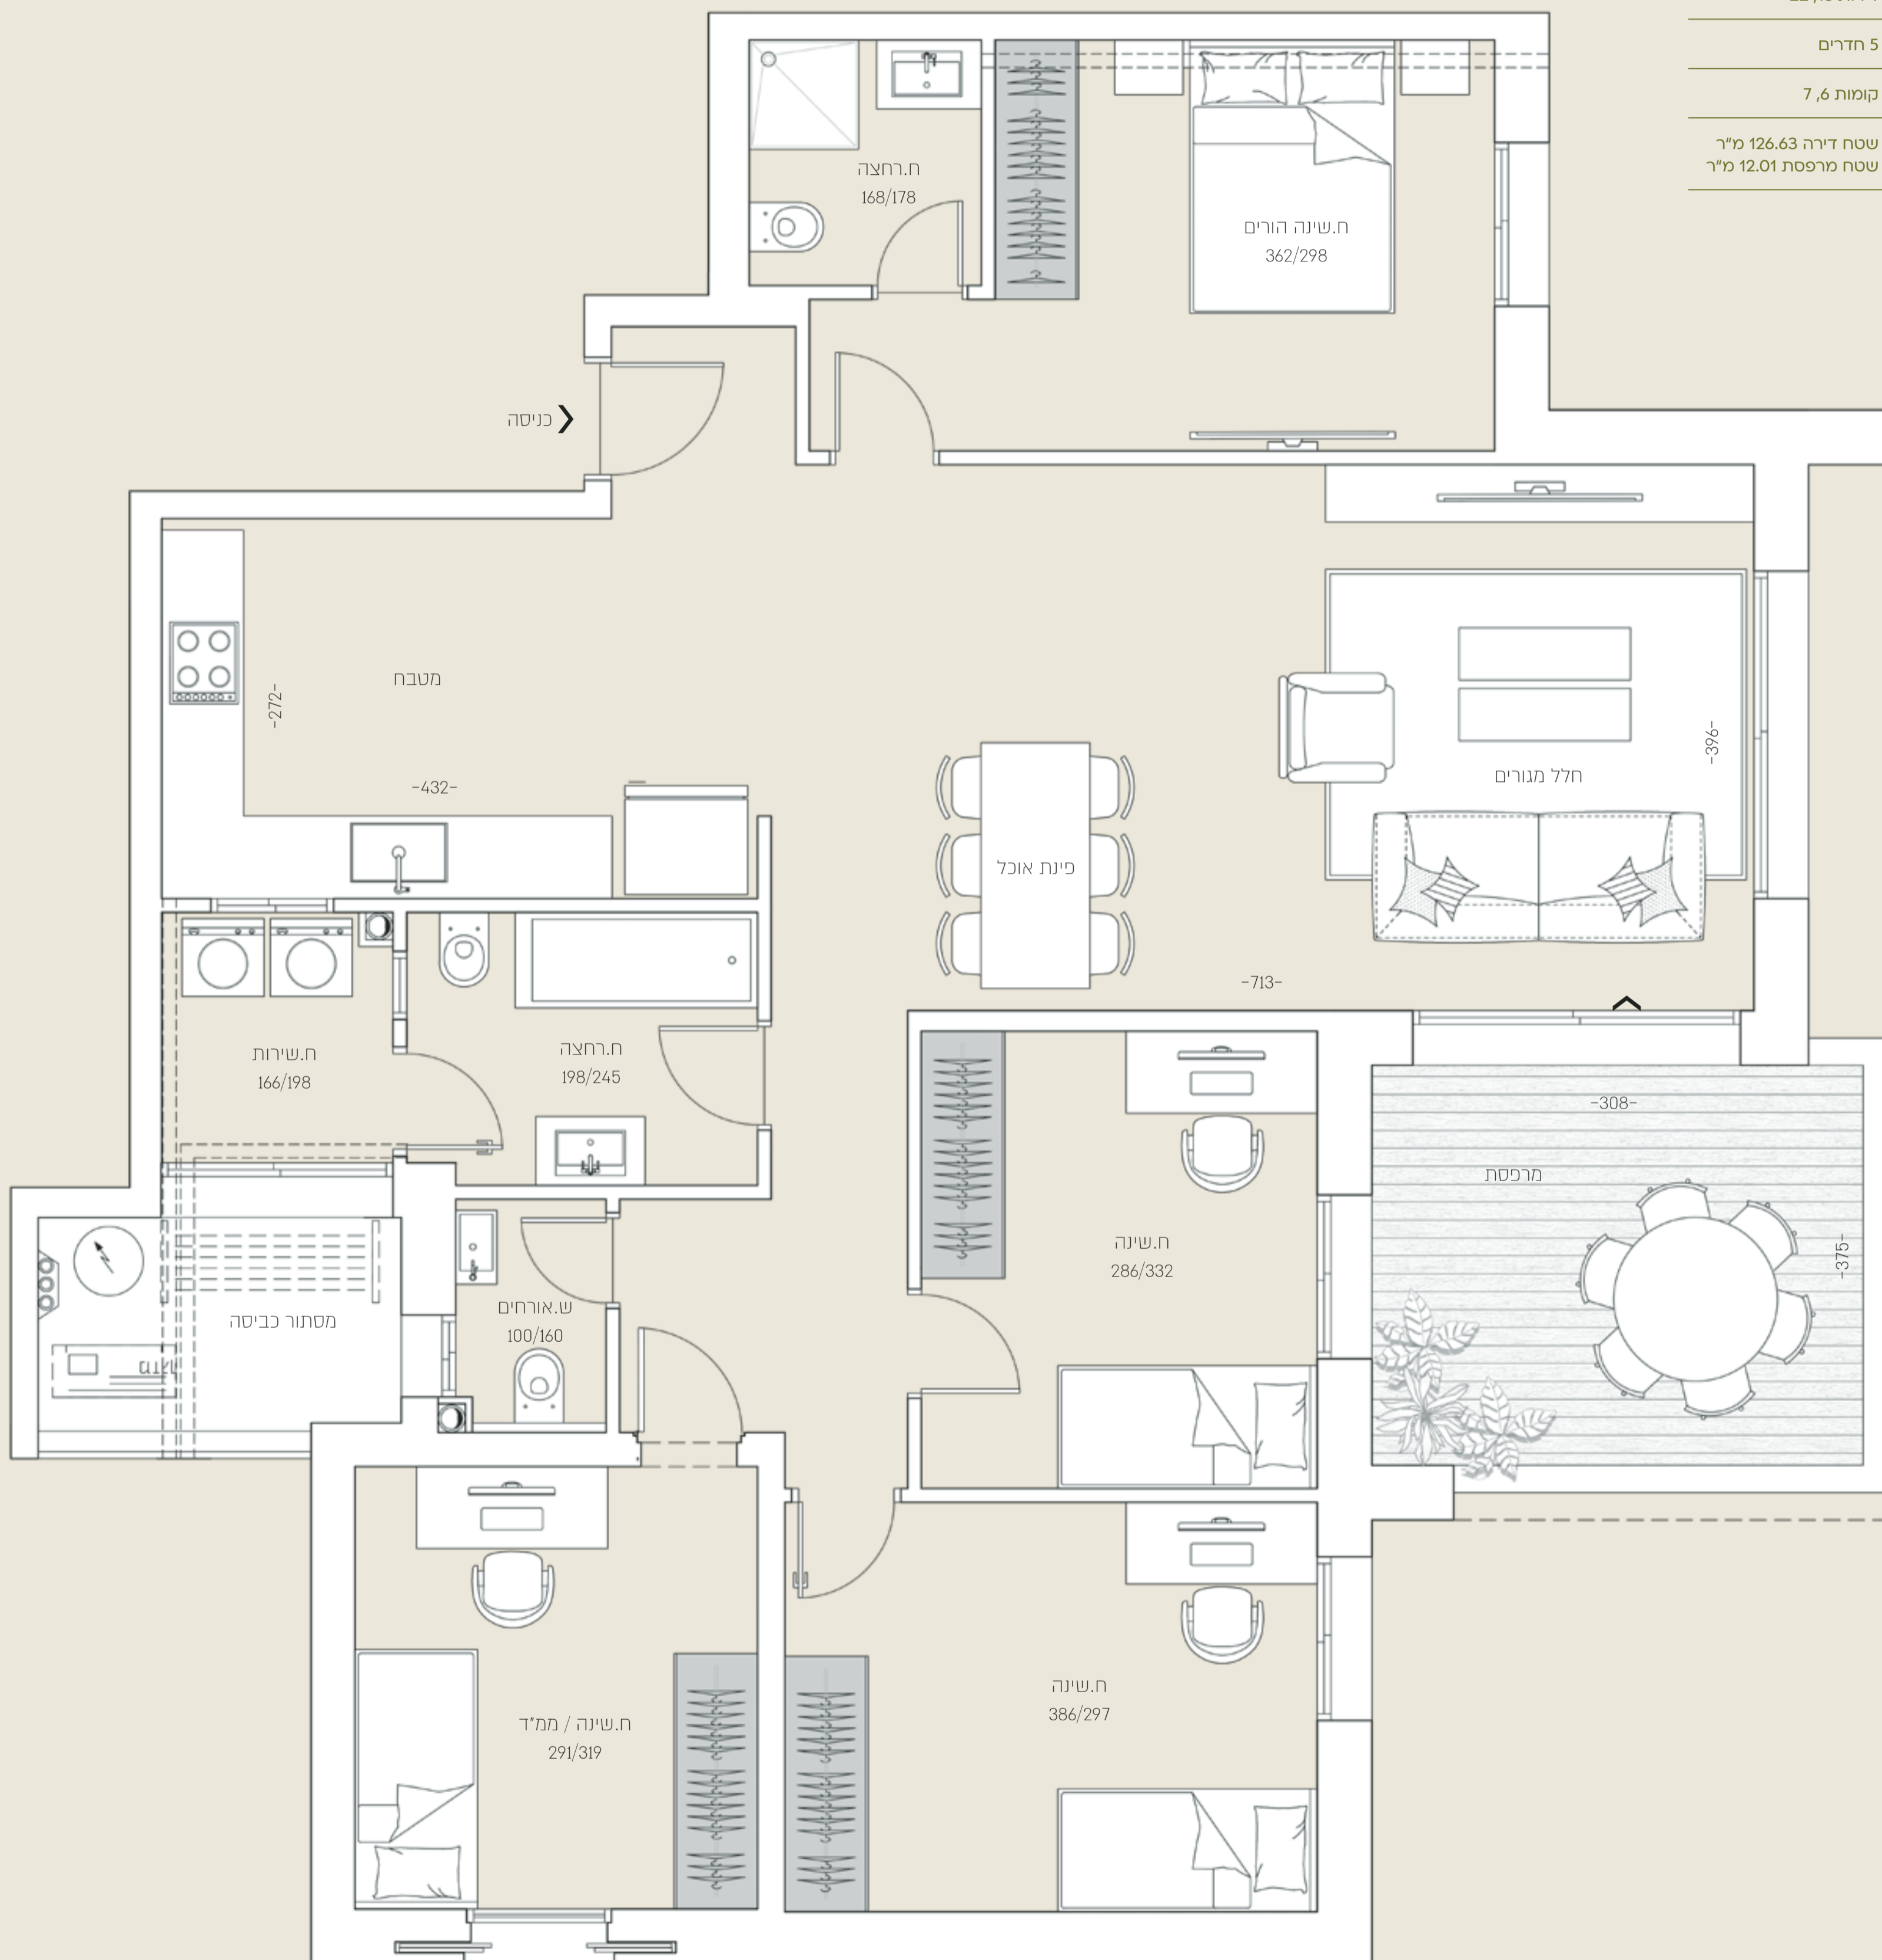 5 חדרים
קומות 6, 7
שטח דירה 126.63 מ"ר
שטח מרפסת 12.01 מ"ר
ח.רחצה
168/178
ח.שינה הורים
362/298
כניסה
מטבח
-272-
-432-
חלל מגורים
-396-
פינת אוכל
-713-
ח.שירות
166/198
ח.רחצה
198/245
-308-
מרפסת
-375-
ח.שינה
286/332
ש.אורחים
100/160
מסתור כביסה
ח.שינה
386/297
ח.שינה / ממ"ד
291/319